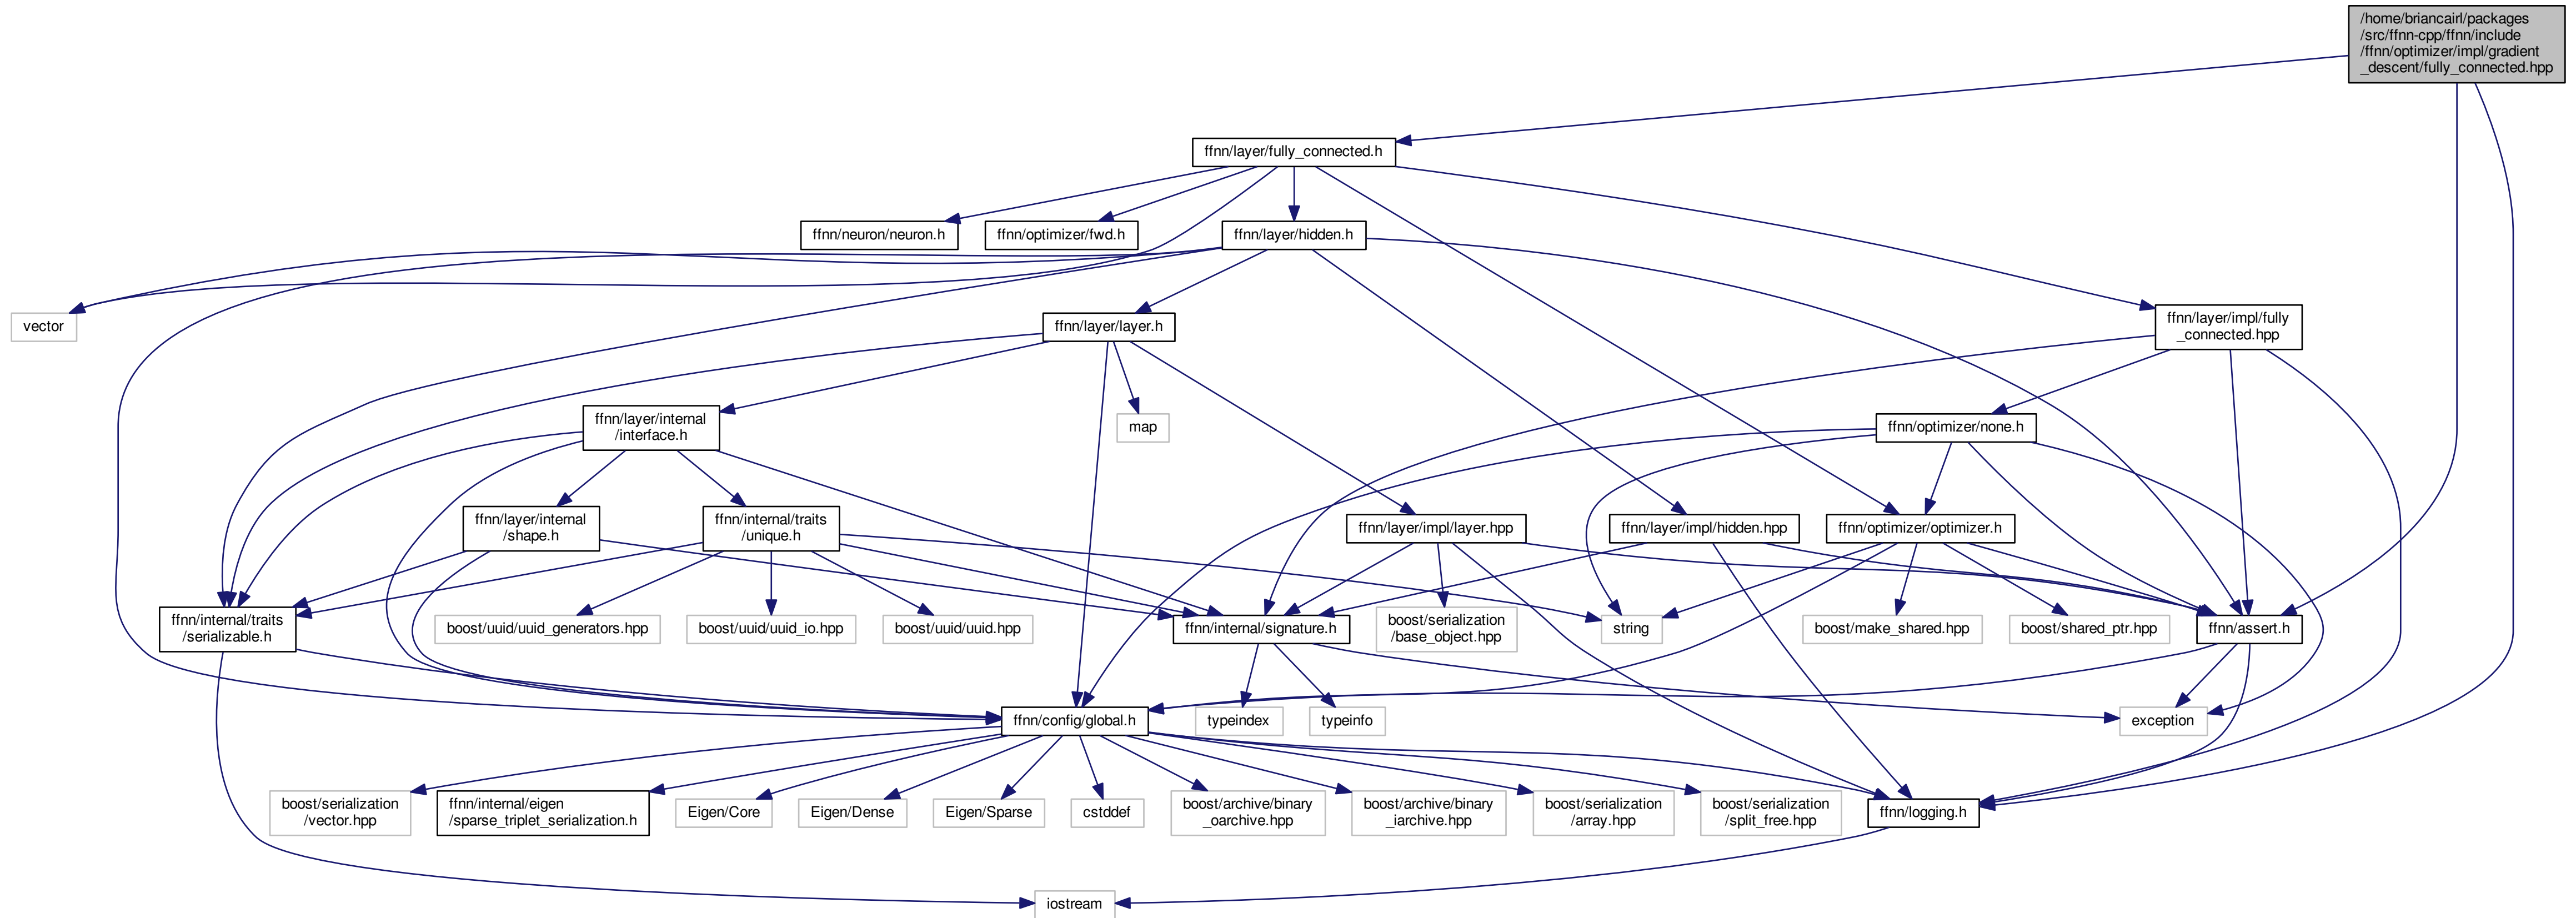 /home/briancairl/packages
/src/ffnn-cpp/ffnn/include
/ffnn/optimizer/impl/gradient
_descent/fully_connected.hpp
ffnn/layer/fully_connected.h
ffnn/neuron/neuron.h
ffnn/optimizer/fwd.h
ffnn/layer/hidden.h
vector
ffnn/layer/layer.h
ffnn/layer/impl/fully
_connected.hpp
ffnn/layer/internal
/interface.h
map
ffnn/optimizer/none.h
ffnn/layer/internal
/shape.h
ffnn/internal/traits
/unique.h
ffnn/layer/impl/layer.hpp
ffnn/layer/impl/hidden.hpp
ffnn/optimizer/optimizer.h
ffnn/internal/traits
/serializable.h
boost/uuid/uuid_generators.hpp
boost/uuid/uuid_io.hpp
boost/uuid/uuid.hpp
ffnn/internal/signature.h
boost/serialization
/base_object.hpp
string
boost/make_shared.hpp
boost/shared_ptr.hpp
ffnn/assert.h
ffnn/config/global.h
typeindex
typeinfo
exception
boost/serialization
/vector.hpp
ffnn/internal/eigen
/sparse_triplet_serialization.h
Eigen/Core
Eigen/Dense
Eigen/Sparse
cstddef
boost/archive/binary
_oarchive.hpp
boost/archive/binary
_iarchive.hpp
boost/serialization
/array.hpp
boost/serialization
/split_free.hpp
ffnn/logging.h
iostream